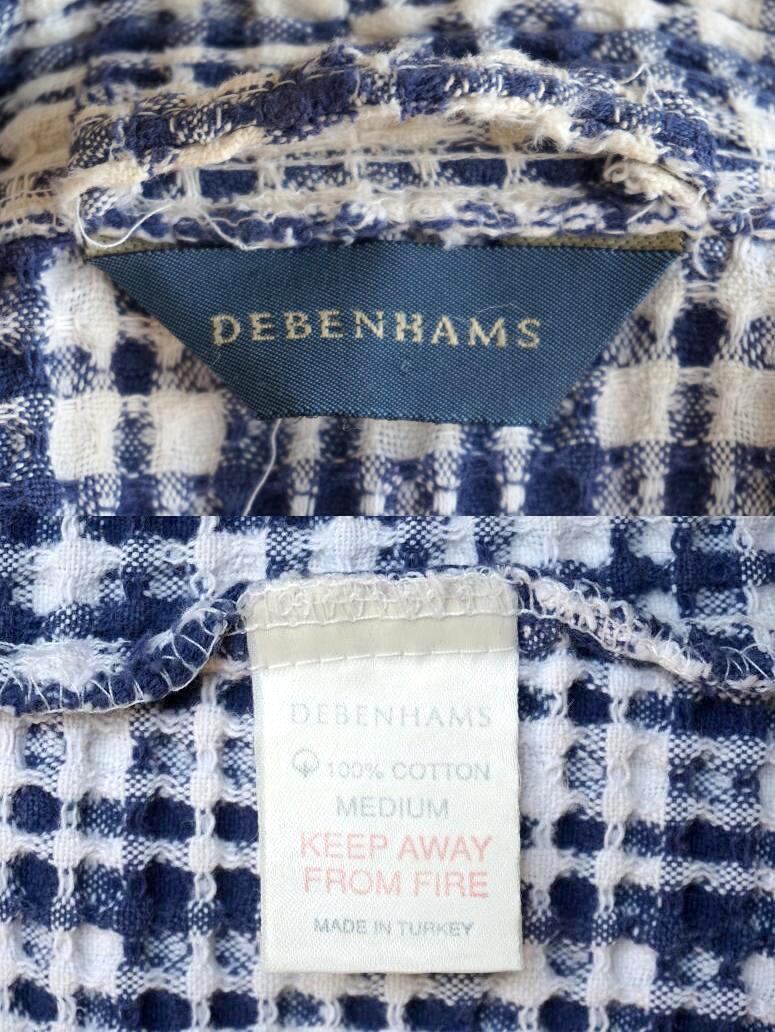 DEBENHAMS
DEBENHAMS
100% COTTON
MEDIUM
KEEP AWAY
FROM FIRE
MADE IN TURKEY